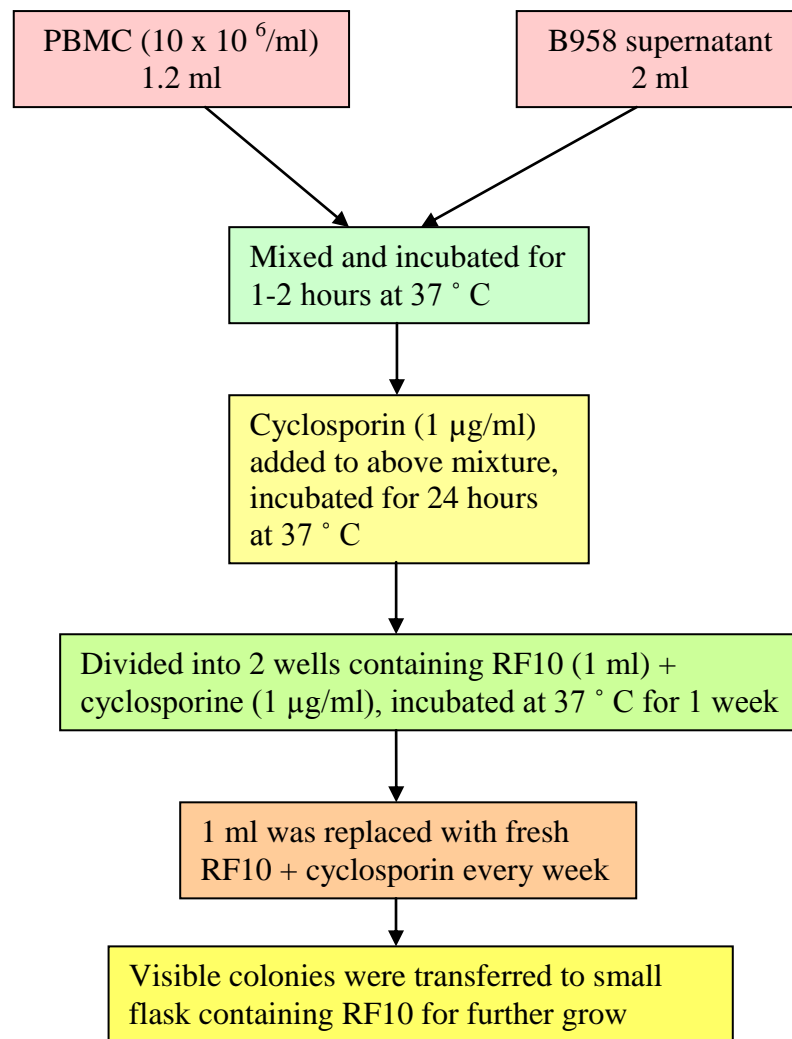 PBMC (10 x 10 ⁶/ml)
1.2 ml
B958 supernatant
2 ml
Mixed and incubated for
1-2 hours at 37 ˚ C
Cyclosporin (1 µg/ml)
added to above mixture,
incubated for 24 hours
at 37 ˚ C
Divided into 2 wells containing RF10 (1 ml) +
cyclosporine (1 µg/ml), incubated at 37 ˚ C for 1 week
1 ml was replaced with fresh
RF10 + cyclosporin every week
Visible colonies were transferred to small
flask containing RF10 for further grow